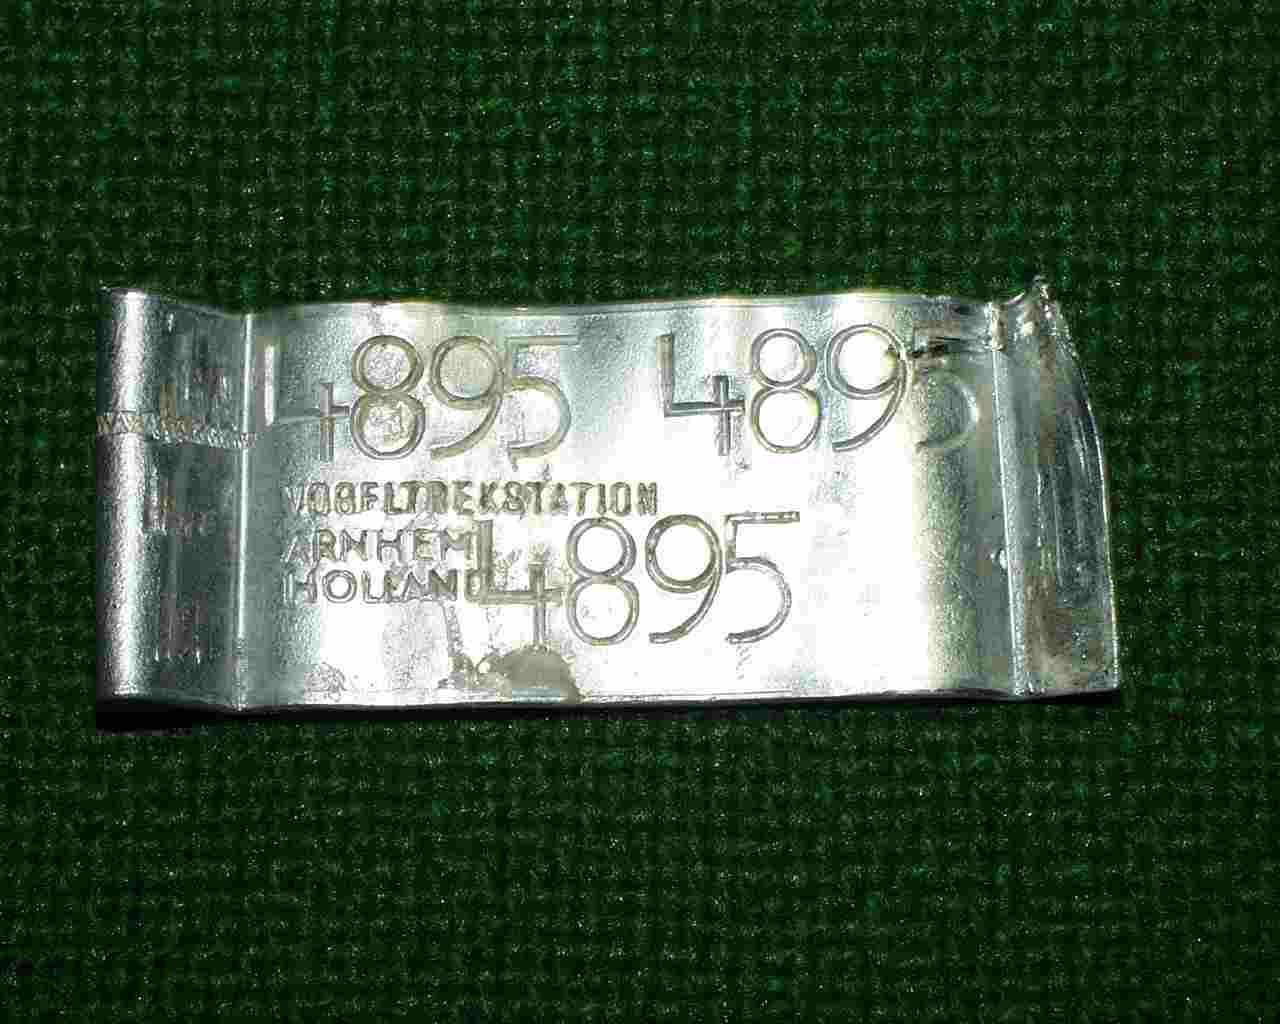 4895 4895
VOGELTREKSTATION
ARNHEM
HOLLAND
4895